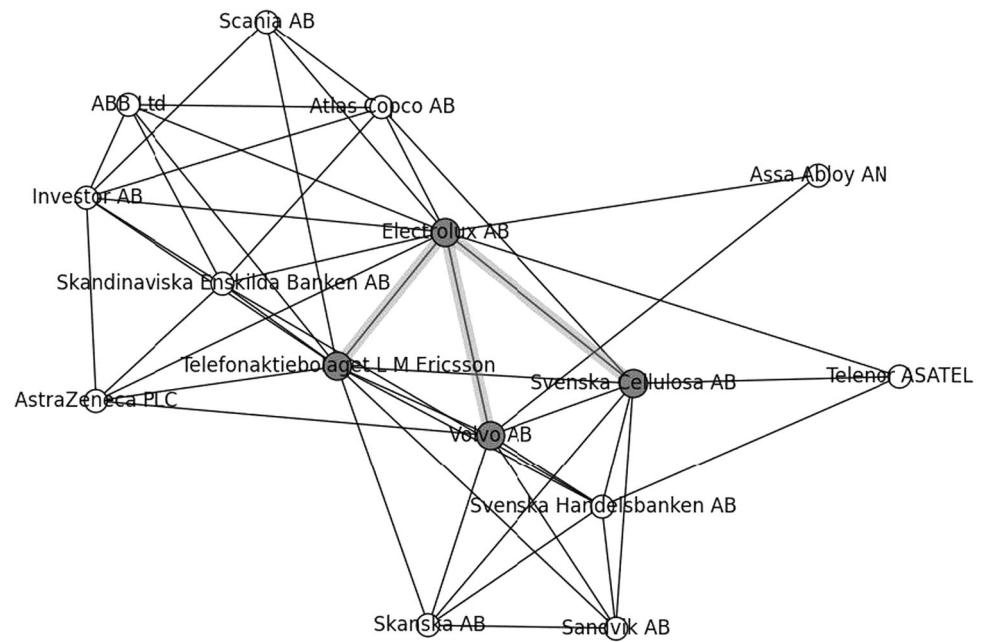 Scania AB
ABB Ltd
Atlas Copco AB
Assa Abloy AN
Investor AB
Electrolux AB
Skandinaviska Enskilda Banken AB
Telefonaktiebolaget L M Ericsson
Svenska Cellulosa AB
Telenor ASATEL
AstraZeneca PLC
Volvo AB
Svenska Handelsbanken AB
Skanska AB
Sandvik AB